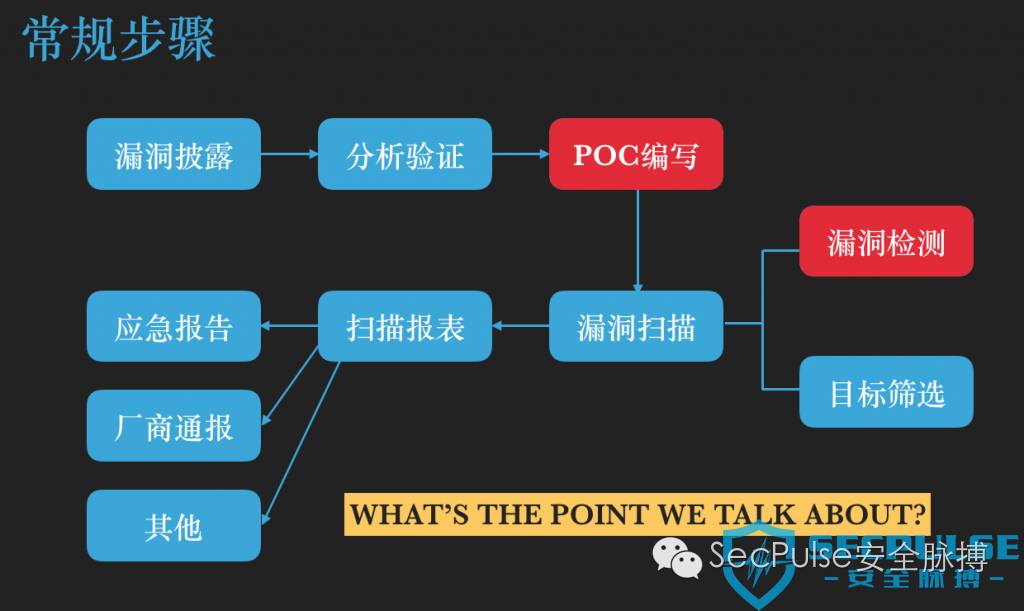 常规步骤
漏洞披露
分析验证
POC编写
漏洞检测
应急报告
扫描报表
漏洞扫描
目标筛选
厂商通报
其他
WHAT'S THE POINT WE TALK ABOUT?
SecPulse安全脉搏
SECPULSE
-安全脉搏-